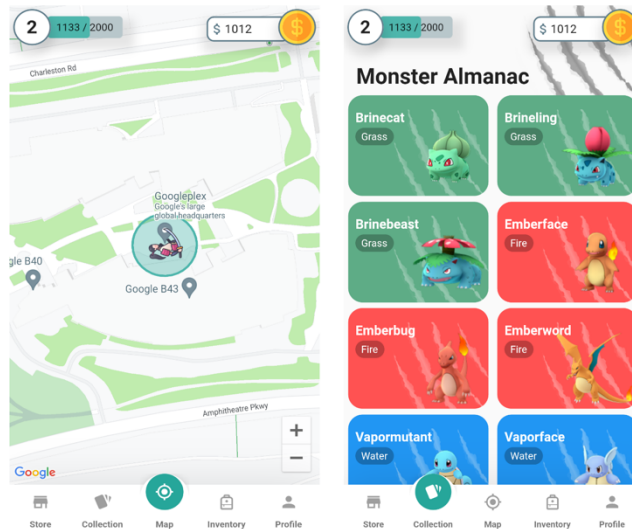 2
1133 / 2000
$ 1012
$
Charleston Rd
Googleplex
Google's large
global headquarters
gle B40
Google B43
Amphitheatre Pkwy
+
−
Google
Store
Collection
Map
Inventory
Profile
2
1133 / 2000
$ 1012
$
Monster Almanac
Brinecat
Grass
Brineling
Grass
Brinebeast
Grass
Emberface
Fire
Emberbug
Fire
Emberword
Fire
Vapormutant
Water
Vaporface
Water
Store
Collection
Map
Inventory
Profile